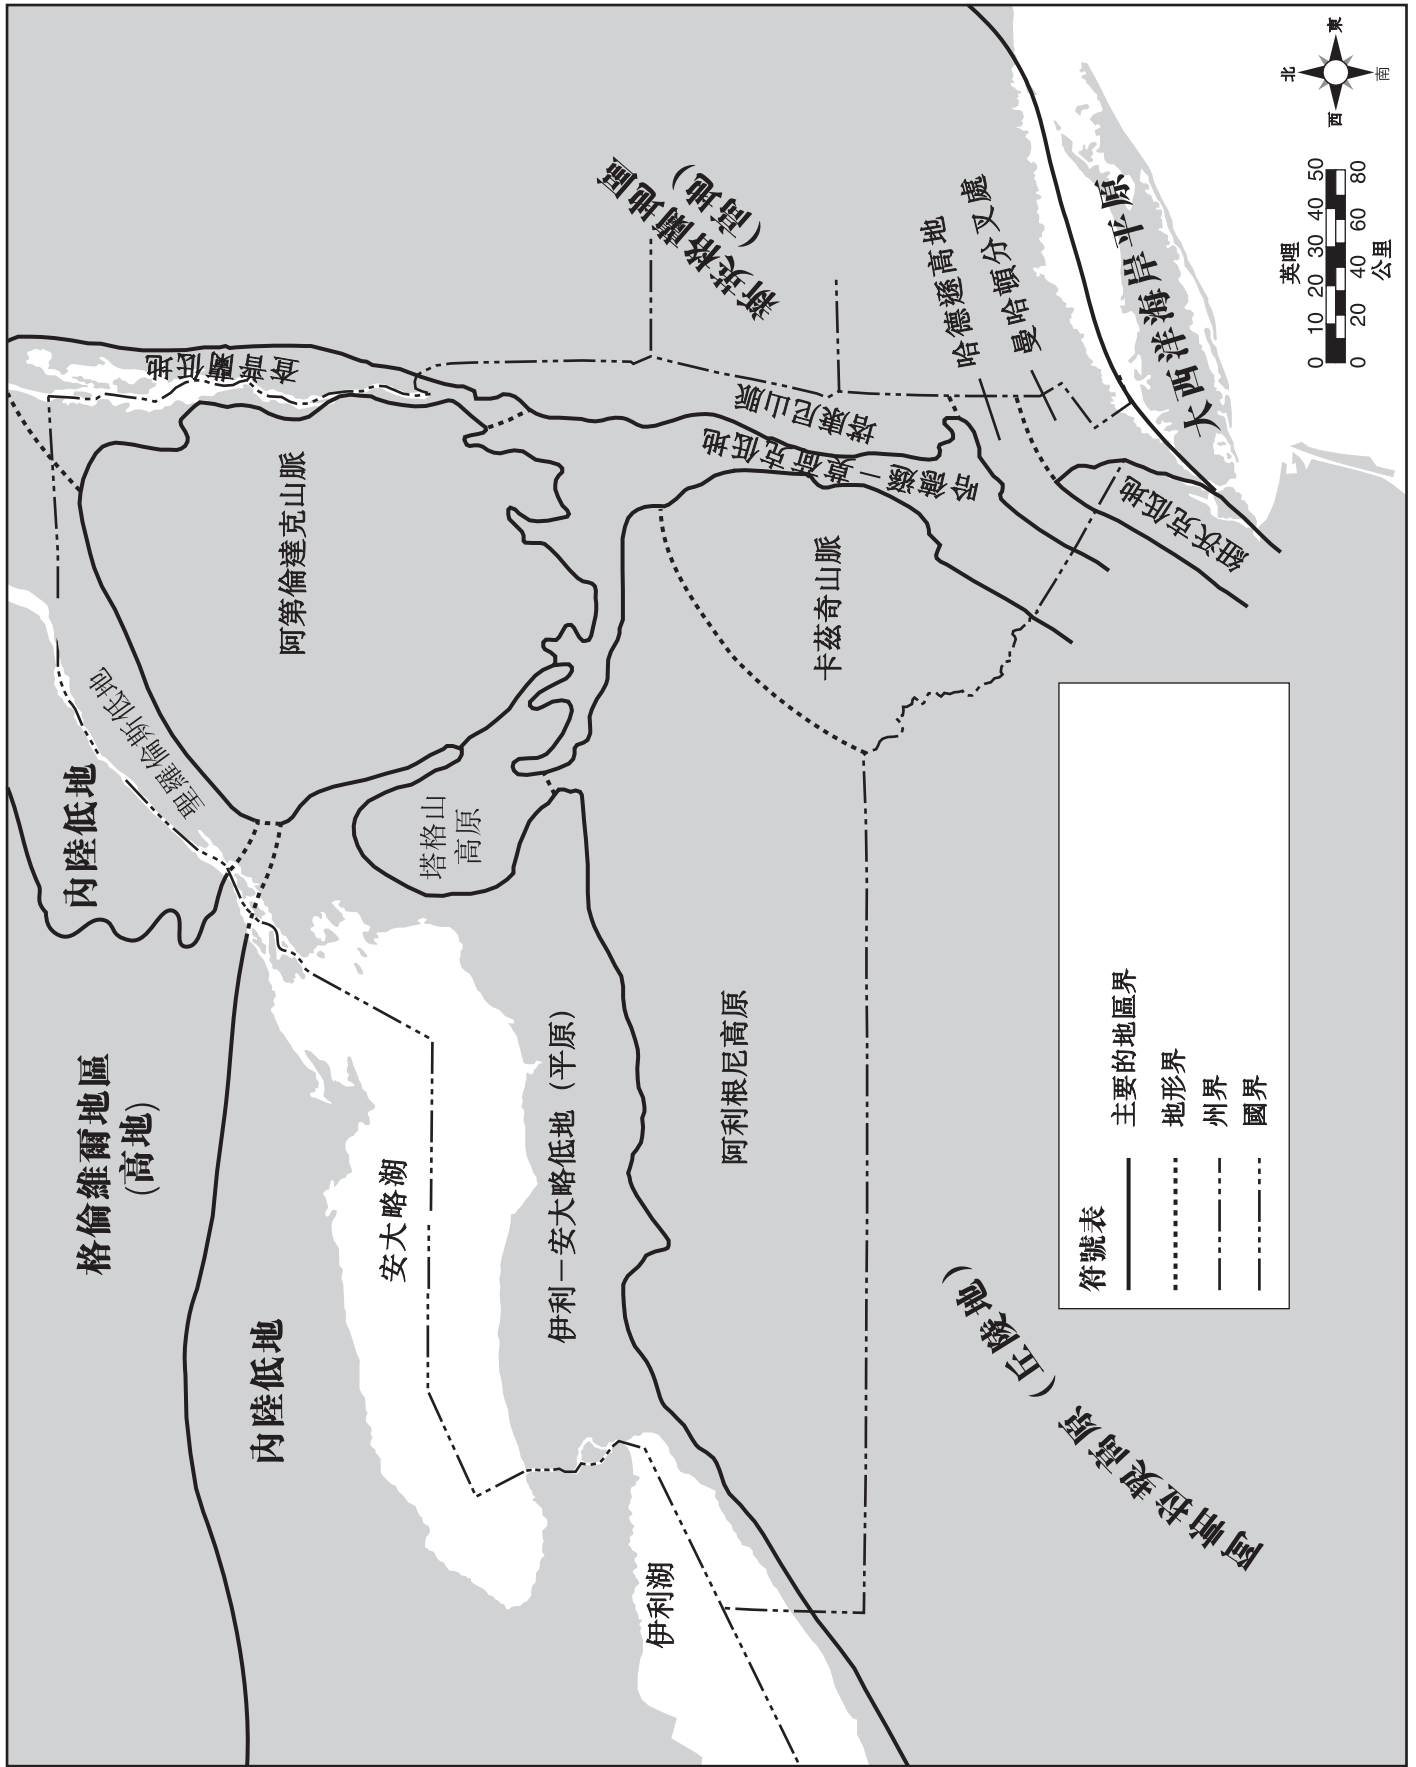 格倫維爾地區
(高地)
內陸低地
內陸低地
聖羅倫斯低地
阿第倫達克山脈
查普蘭低地
塔格山
高原
安大略湖
伊利－安大略低地 (平原)
伊利湖
阿利根尼高原
卡茲奇山脈
哈德遜－莫荷克低地
塔康尼山脈
新英格蘭地區
(高地)
哈德遜高地
曼哈頓分叉處
紐沃克低地
大西洋海岸平原
阿帕拉契高原 (丘陵地)
符號表
主要的地區界
地形界
州界
國界
英哩
0 10 20 30 40 50
0 20 40 60 80
公里
北
東
南
西